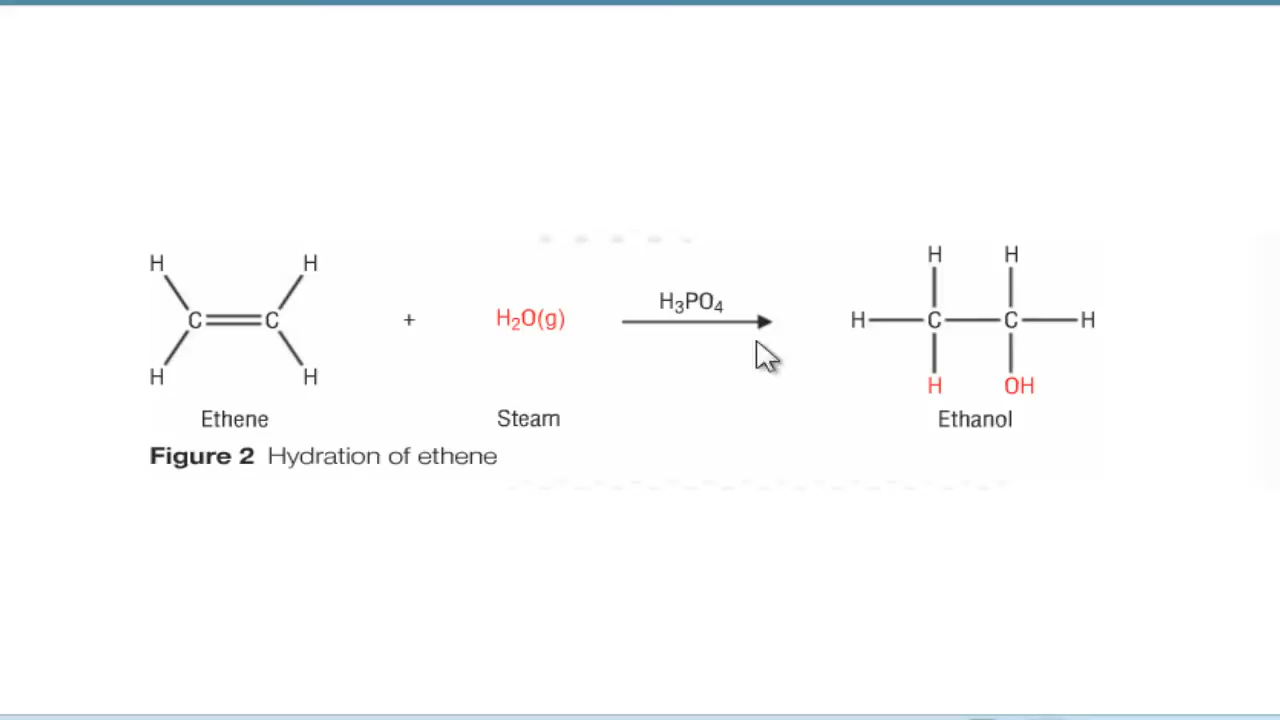 H H H H
C C + H₂O(g) H₃PO₄ H C C H
H H H OH
Ethene Steam Ethanol
Figure 2 Hydration of ethene